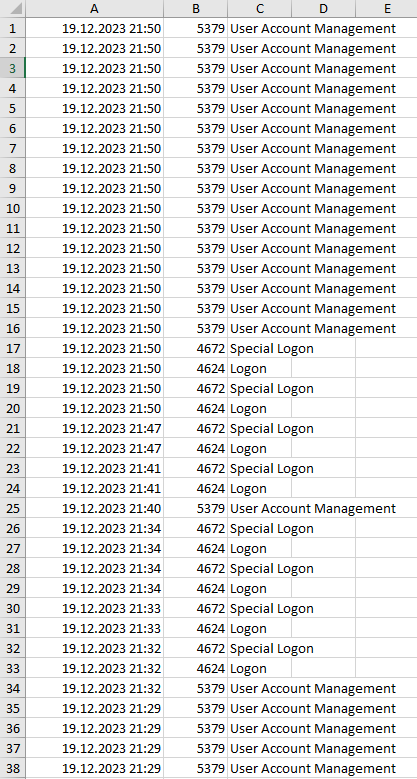 A B C D E
1 19.12.2023 21:50 5379 User Account Management
2 19.12.2023 21:50 5379 User Account Management
3 19.12.2023 21:50 5379 User Account Management
4 19.12.2023 21:50 5379 User Account Management
5 19.12.2023 21:50 5379 User Account Management
6 19.12.2023 21:50 5379 User Account Management
7 19.12.2023 21:50 5379 User Account Management
8 19.12.2023 21:50 5379 User Account Management
9 19.12.2023 21:50 5379 User Account Management
10 19.12.2023 21:50 5379 User Account Management
11 19.12.2023 21:50 5379 User Account Management
12 19.12.2023 21:50 5379 User Account Management
13 19.12.2023 21:50 5379 User Account Management
14 19.12.2023 21:50 5379 User Account Management
15 19.12.2023 21:50 5379 User Account Management
16 19.12.2023 21:50 5379 User Account Management
17 19.12.2023 21:50 4672 Special Logon
18 19.12.2023 21:50 4624 Logon
19 19.12.2023 21:50 4672 Special Logon
20 19.12.2023 21:50 4624 Logon
21 19.12.2023 21:47 4672 Special Logon
22 19.12.2023 21:47 4624 Logon
23 19.12.2023 21:41 4672 Special Logon
24 19.12.2023 21:41 4624 Logon
25 19.12.2023 21:40 5379 User Account Management
26 19.12.2023 21:34 4672 Special Logon
27 19.12.2023 21:34 4624 Logon
28 19.12.2023 21:34 4672 Special Logon
29 19.12.2023 21:34 4624 Logon
30 19.12.2023 21:33 4672 Special Logon
31 19.12.2023 21:33 4624 Logon
32 19.12.2023 21:32 4672 Special Logon
33 19.12.2023 21:32 4624 Logon
34 19.12.2023 21:32 5379 User Account Management
35 19.12.2023 21:29 5379 User Account Management
36 19.12.2023 21:29 5379 User Account Management
37 19.12.2023 21:29 5379 User Account Management
38 19.12.2023 21:29 5379 User Account Management